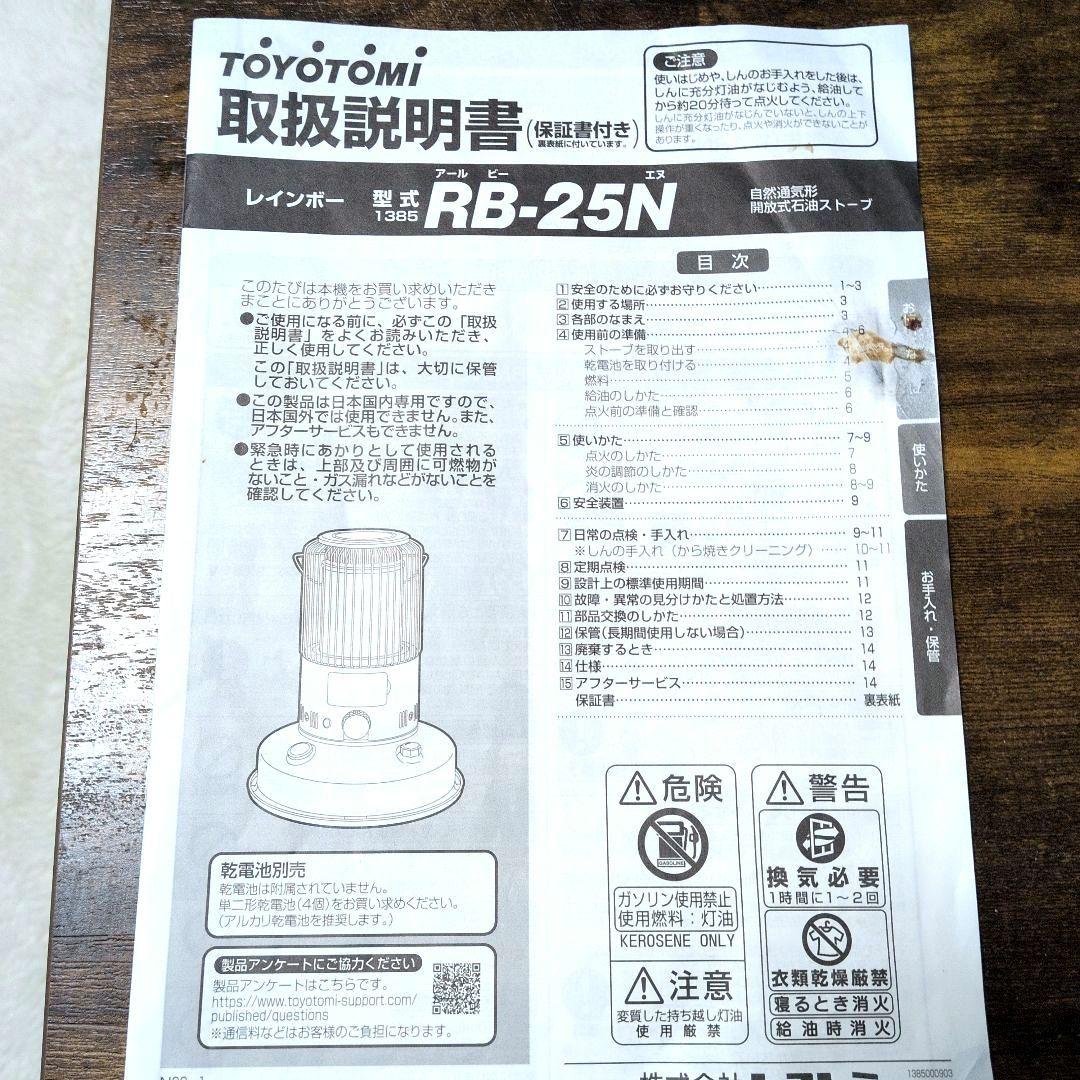 TOYOTOMI
取扱説明書(保証書付き)
裏表紙に付いています。
ご注意
使いはじめや、しんのお手入れをした後は、
しんに充分灯油がなじむよう、給油して
から約20分待って点火してください。
しんに充分灯油がなじんでいないと、しんの上下
操作が重くなったり、点火や消火ができないことが
あります。
レインボー 型式 RB-25N
アール ビー エヌ
1385
自然通気形
開放式石油ストーブ
このたびは本機をお買い求めいただき
まことにありがとうございます。
●ご使用になる前に、必ずこの「取扱
説明書」をよくお読みいただき、
正しく使用してください。
この「取扱説明書」は、大切に保管
しておいてください。
●この製品は日本国内専用ですので、
日本国外では使用できません。また、
アフターサービスもできません。
●緊急時にあかりとして使用される
ときは、上部及び周囲に可燃物が
ないこと・ガス漏れなどがないことを
確認してください。
乾電池別売
乾電池は附属されていません。
単二形乾電池(4個)をお買い求めください。
(アルカリ乾電池を推奨します。)
製品アンケートにご協力ください
製品アンケートはこちらです。
https://www.toyotomi-support.com/
published/questions
※通信料などはお客様のご負担になります。
目次
1 安全のために必ずお守りください 1~3
2 使用する場所 3
3 各部のなまえ 3
4 使用前の準備 4~6
ストーブを取り出す
乾電池を取り付ける 4
燃料 5
給油のしかた 6
点火前の準備と確認 6
5 使いかた 7~9
点火のしかた 7
炎の調節のしかた 8
消火のしかた 8~9
6 安全装置 9
7 日常の点検・手入れ 9~11
※しんの手入れ(から焼きクリーニング) 10~11
8 定期点検 11
9 設計上の標準使用期間 11
10 故障・異常の見分けかたと処置方法 12
11 部品交換のしかた 12
12 保管(長期間使用しない場合) 13
13 廃棄するとき 14
14 仕様 14
15 アフターサービス 14
保証書 裏表紙
使いかた
お手入れ・保管
危険
GASOLINE
ガソリン使用禁止
使用燃料:灯油
KEROSENE ONLY
注意
変質した持ち越し灯油
使用厳禁
警告
換気必要
1時間に1~2回
衣類乾燥厳禁
寝るとき消火
給油時消火
1385000903
株式会社トヨトミ